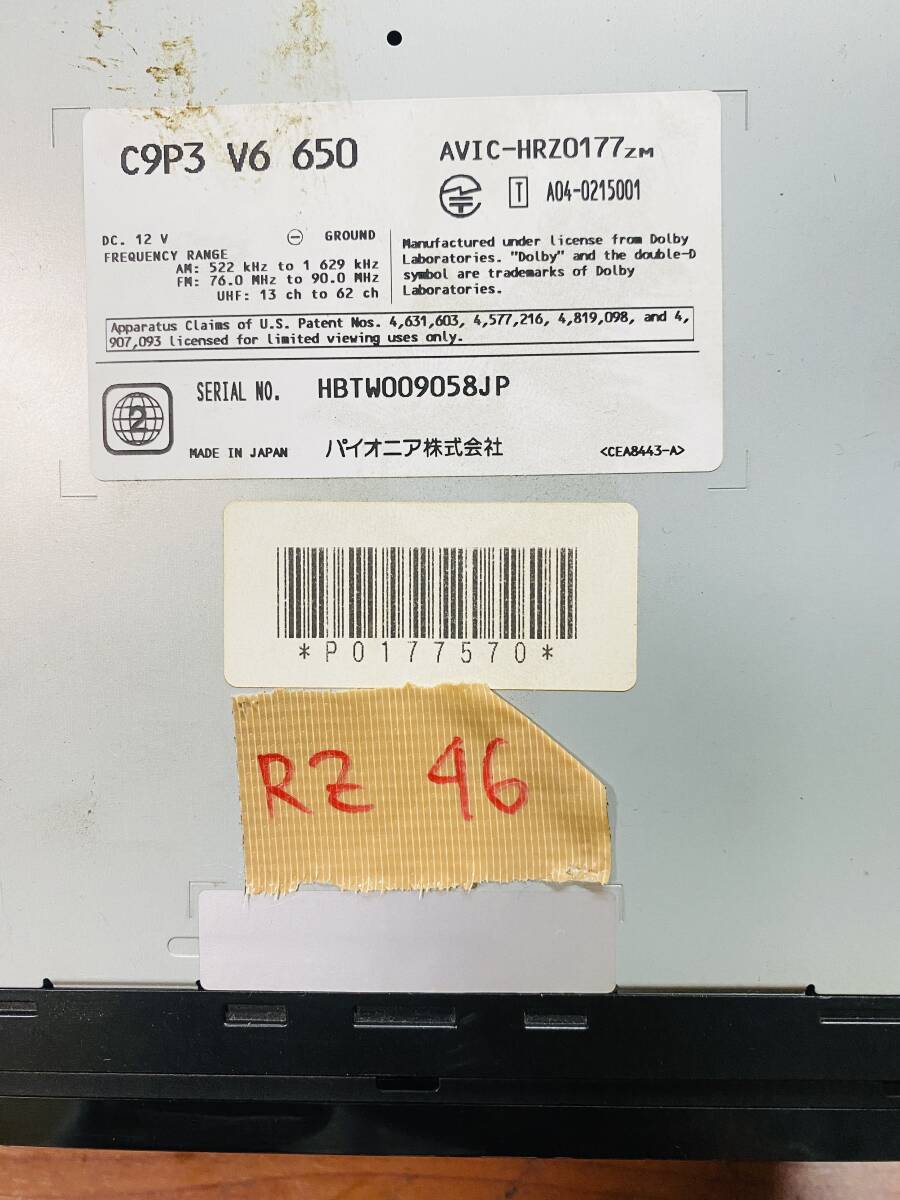 C9P3 V6 650
AVIC-HRZ0177ZM
T A04-0215001
DC. 12 V ⊖ GROUND
FREQUENCY RANGE
AM: 522 kHz to 1 629 kHz
FM: 76.0 MHz to 90.0 MHz
UHF: 13 ch to 62 ch
Manufactured under license from Dolby
Laboratories. "Dolby" and the double-D
symbol are trademarks of Dolby
Laboratories.
Apparatus Claims of U.S. Patent Nos. 4,631,603, 4,577,216, 4,819,098, and 4,
907,093 licensed for limited viewing uses only.
2
SERIAL NO. HBTW009058JP
MADE IN JAPAN パイオニア株式会社 <CEA8443-A>
*P0177570*
RZ 46